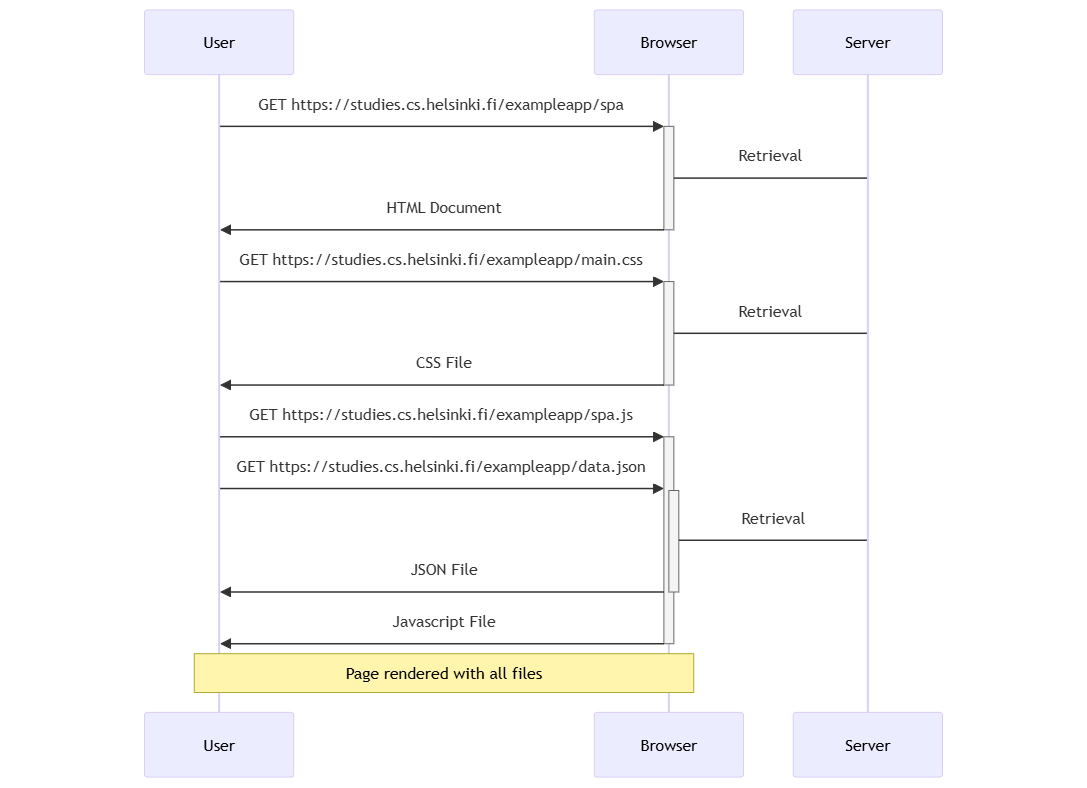 User
Browser
Server
GET https://studies.cs.helsinki.fi/exampleapp/spa
Retrieval
HTML Document
GET https://studies.cs.helsinki.fi/exampleapp/main.css
Retrieval
CSS File
GET https://studies.cs.helsinki.fi/exampleapp/spa.js
GET https://studies.cs.helsinki.fi/exampleapp/data.json
Retrieval
JSON File
Javascript File
Page rendered with all files
User
Browser
Server